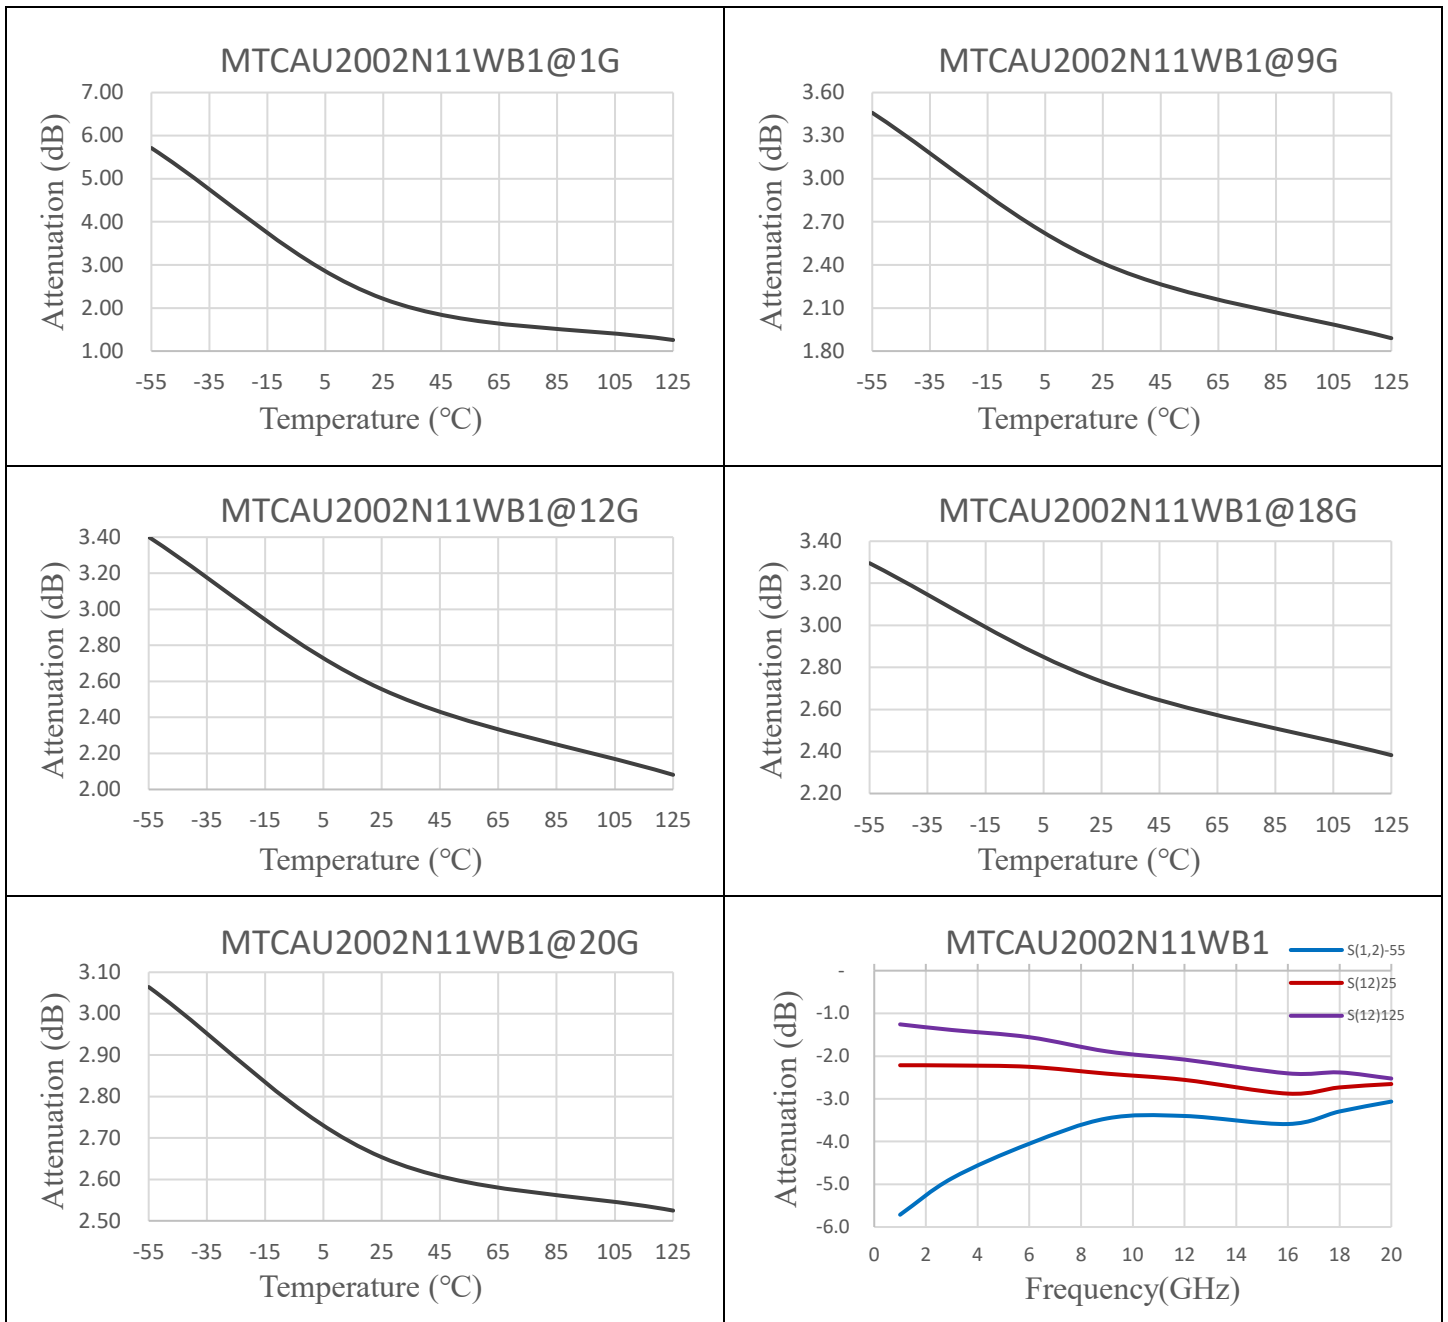 MTCAU2002N11WB1@1G
Attenuation (dB)
7.00
6.00
5.00
4.00
3.00
2.00
1.00
-55 -35 -15 5 25 45 65 85 105 125
Temperature (℃)
MTCAU2002N11WB1@9G
Attenuation (dB)
3.60
3.30
3.00
2.70
2.40
2.10
1.80
-55 -35 -15 5 25 45 65 85 105 125
Temperature (℃)
MTCAU2002N11WB1@12G
Attenuation (dB)
3.40
3.20
3.00
2.80
2.60
2.40
2.20
2.00
-55 -35 -15 5 25 45 65 85 105 125
Temperature (℃)
MTCAU2002N11WB1@18G
Attenuation (dB)
3.40
3.20
3.00
2.80
2.60
2.40
2.20
-55 -35 -15 5 25 45 65 85 105 125
Temperature (℃)
MTCAU2002N11WB1@20G
Attenuation (dB)
3.10
3.00
2.90
2.80
2.70
2.60
2.50
-55 -35 -15 5 25 45 65 85 105 125
Temperature (℃)
MTCAU2002N11WB1
S(1,2)-55
S(12)25
S(12)125
Attenuation (dB)
-
-1.0
-2.0
-3.0
-4.0
-5.0
-6.0
0 2 4 6 8 10 12 14 16 18 20
Frequency(GHz)